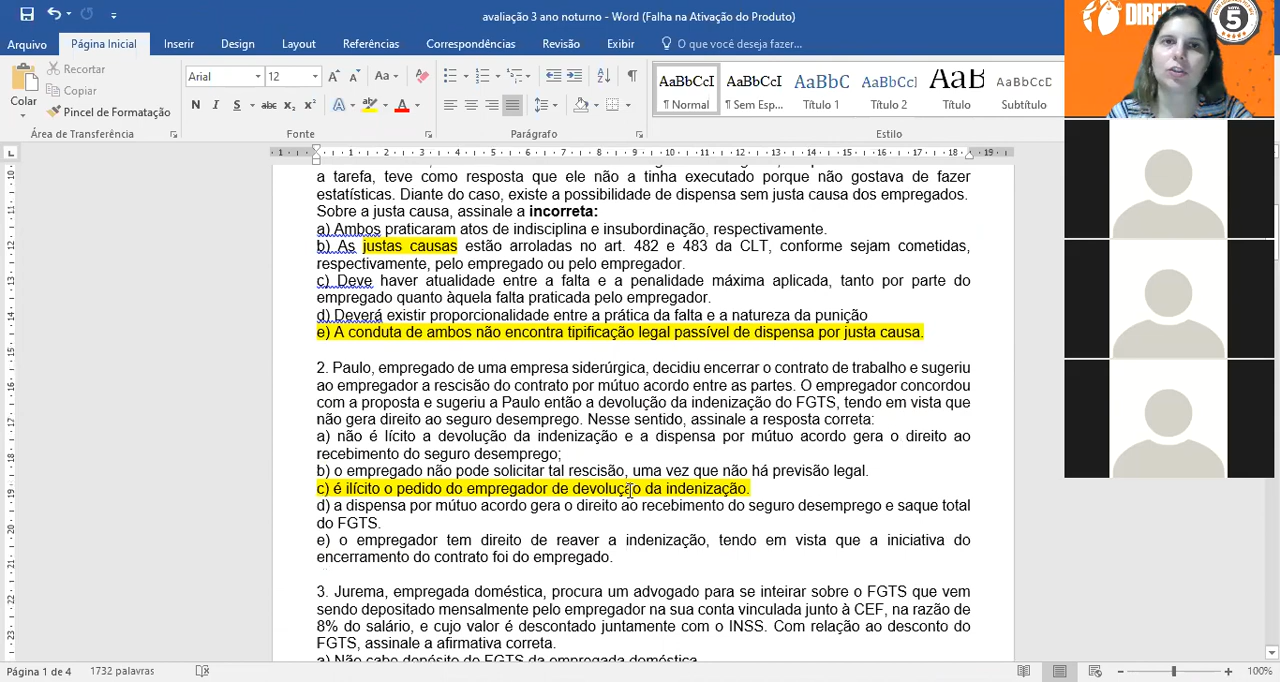 avaliação 3 ano noturno - Word (Falha na Ativação do Produto)
DIREITO
5
Arquivo
Página Inicial
Inserir
Design
Layout
Referências
Correspondências
Revisão
Exibir
O que você deseja fazer...
Colar
Recortar
Copiar
Pincel de Formatação
Área de Transferência
Arial
12
Aa
N I S abc x₂ x²
A
Fonte
Parágrafo
AaBbCcI AaBbCcI AaBbC AaBbCcl AaB AaBbCcD
¶ Normal ¶ Sem Esp... Título 1 Título 2 Título Subtítulo
Estilo
a tarefa, teve como resposta que ele não a tinha executado porque não gostava de fazer
estatísticas. Diante do caso, existe a possibilidade de dispensa sem justa causa dos empregados.
Sobre a justa causa, assinale a incorreta:
a) Ambos praticaram atos de indisciplina e insubordinação, respectivamente.
b) As justas causas estão arroladas no art. 482 e 483 da CLT, conforme sejam cometidas,
respectivamente, pelo empregado ou pelo empregador.
c) Deve haver atualidade entre a falta e a penalidade máxima aplicada, tanto por parte do
empregado quanto àquela falta praticada pelo empregador.
d) Deverá existir proporcionalidade entre a prática da falta e a natureza da punição
e) A conduta de ambos não encontra tipificação legal passível de dispensa por justa causa.
2. Paulo, empregado de uma empresa siderúrgica, decidiu encerrar o contrato de trabalho e sugeriu
ao empregador a rescisão do contrato por mútuo acordo entre as partes. O empregador concordou
com a proposta e sugeriu a Paulo então a devolução da indenização do FGTS, tendo em vista que
não gera direito ao seguro desemprego. Nesse sentido, assinale a resposta correta:
a) não é lícito a devolução da indenização e a dispensa por mútuo acordo gera o direito ao
recebimento do seguro desemprego;
b) o empregado não pode solicitar tal rescisão, uma vez que não há previsão legal.
c) é ilícito o pedido do empregador de devolução da indenização.
d) a dispensa por mútuo acordo gera o direito ao recebimento do seguro desemprego e saque total
do FGTS.
e) o empregador tem direito de reaver a indenização, tendo em vista que a iniciativa do
encerramento do contrato foi do empregado.
3. Jurema, empregada doméstica, procura um advogado para se inteirar sobre o FGTS que vem
sendo depositado mensalmente pelo empregador na sua conta vinculada junto à CEF, na razão de
8% do salário, e cujo valor é descontado juntamente com o INSS. Com relação ao desconto do
FGTS, assinale a afirmativa correta.
a) Não cabe depósito de FGTS da empregada doméstica
Página 1 de 4
1732 palavras
100%